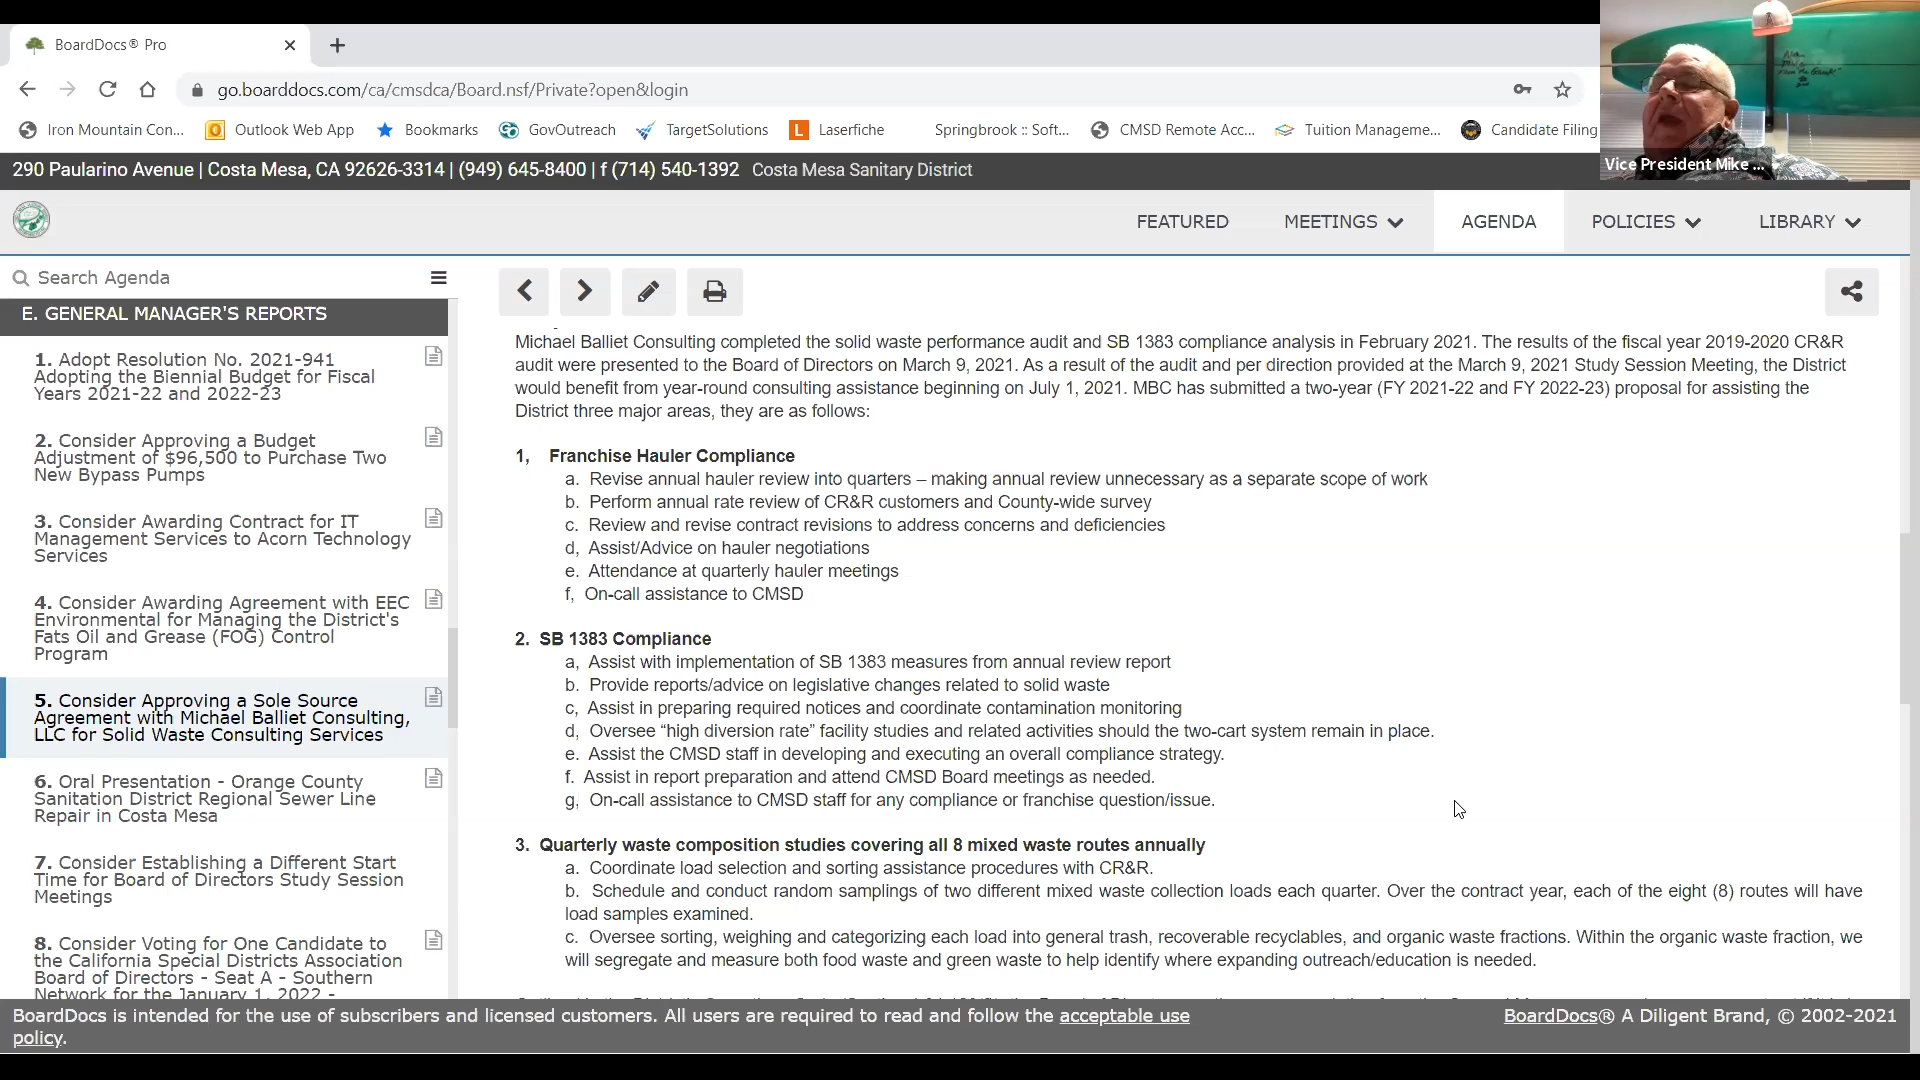 BoardDocs® Pro
go.boarddocs.com/ca/cmsdca/Board.nsf/Private?open&login
Iron Mountain Con... Outlook Web App Bookmarks GovOutreach TargetSolutions Laserfiche Springbrook :: Soft... CMSD Remote Acc... Tuition Manageme... Candidate Filing
Vice President Mike ...
290 Paularino Avenue | Costa Mesa, CA 92626-3314 | (949) 645-8400 | f (714) 540-1392 Costa Mesa Sanitary District
FEATURED MEETINGS AGENDA POLICIES LIBRARY
Search Agenda
E. GENERAL MANAGER'S REPORTS
1. Adopt Resolution No. 2021-941
Adopting the Biennial Budget for Fiscal
Years 2021-22 and 2022-23
2. Consider Approving a Budget
Adjustment of $96,500 to Purchase Two
New Bypass Pumps
3. Consider Awarding Contract for IT
Management Services to Acorn Technology
Services
4. Consider Awarding Agreement with EEC
Environmental for Managing the District's
Fats Oil and Grease (FOG) Control
Program
5. Consider Approving a Sole Source
Agreement with Michael Balliet Consulting,
LLC for Solid Waste Consulting Services
6. Oral Presentation - Orange County
Sanitation District Regional Sewer Line
Repair in Costa Mesa
7. Consider Establishing a Different Start
Time for Board of Directors Study Session
Meetings
8. Consider Voting for One Candidate to
the California Special Districts Association
Board of Directors - Seat A - Southern
Network for the January 1, 2022 -
Michael Balliet Consulting completed the solid waste performance audit and SB 1383 compliance analysis in February 2021. The results of the fiscal year 2019-2020 CR&R
audit were presented to the Board of Directors on March 9, 2021. As a result of the audit and per direction provided at the March 9, 2021 Study Session Meeting, the District
would benefit from year-round consulting assistance beginning on July 1, 2021. MBC has submitted a two-year (FY 2021-22 and FY 2022-23) proposal for assisting the
District three major areas, they are as follows:
1, Franchise Hauler Compliance
a. Revise annual hauler review into quarters – making annual review unnecessary as a separate scope of work
b. Perform annual rate review of CR&R customers and County-wide survey
c. Review and revise contract revisions to address concerns and deficiencies
d, Assist/Advice on hauler negotiations
e. Attendance at quarterly hauler meetings
f, On-call assistance to CMSD
2. SB 1383 Compliance
a, Assist with implementation of SB 1383 measures from annual review report
b. Provide reports/advice on legislative changes related to solid waste
c, Assist in preparing required notices and coordinate contamination monitoring
d, Oversee “high diversion rate” facility studies and related activities should the two-cart system remain in place.
e. Assist the CMSD staff in developing and executing an overall compliance strategy.
f. Assist in report preparation and attend CMSD Board meetings as needed.
g, On-call assistance to CMSD staff for any compliance or franchise question/issue.
3. Quarterly waste composition studies covering all 8 mixed waste routes annually
a. Coordinate load selection and sorting assistance procedures with CR&R.
b. Schedule and conduct random samplings of two different mixed waste collection loads each quarter. Over the contract year, each of the eight (8) routes will have
load samples examined.
c. Oversee sorting, weighing and categorizing each load into general trash, recoverable recyclables, and organic waste fractions. Within the organic waste fraction, we
will segregate and measure both food waste and green waste to help identify where expanding outreach/education is needed.
BoardDocs is intended for the use of subscribers and licensed customers. All users are required to read and follow the acceptable use
policy.
BoardDocs® A Diligent Brand, © 2002-2021